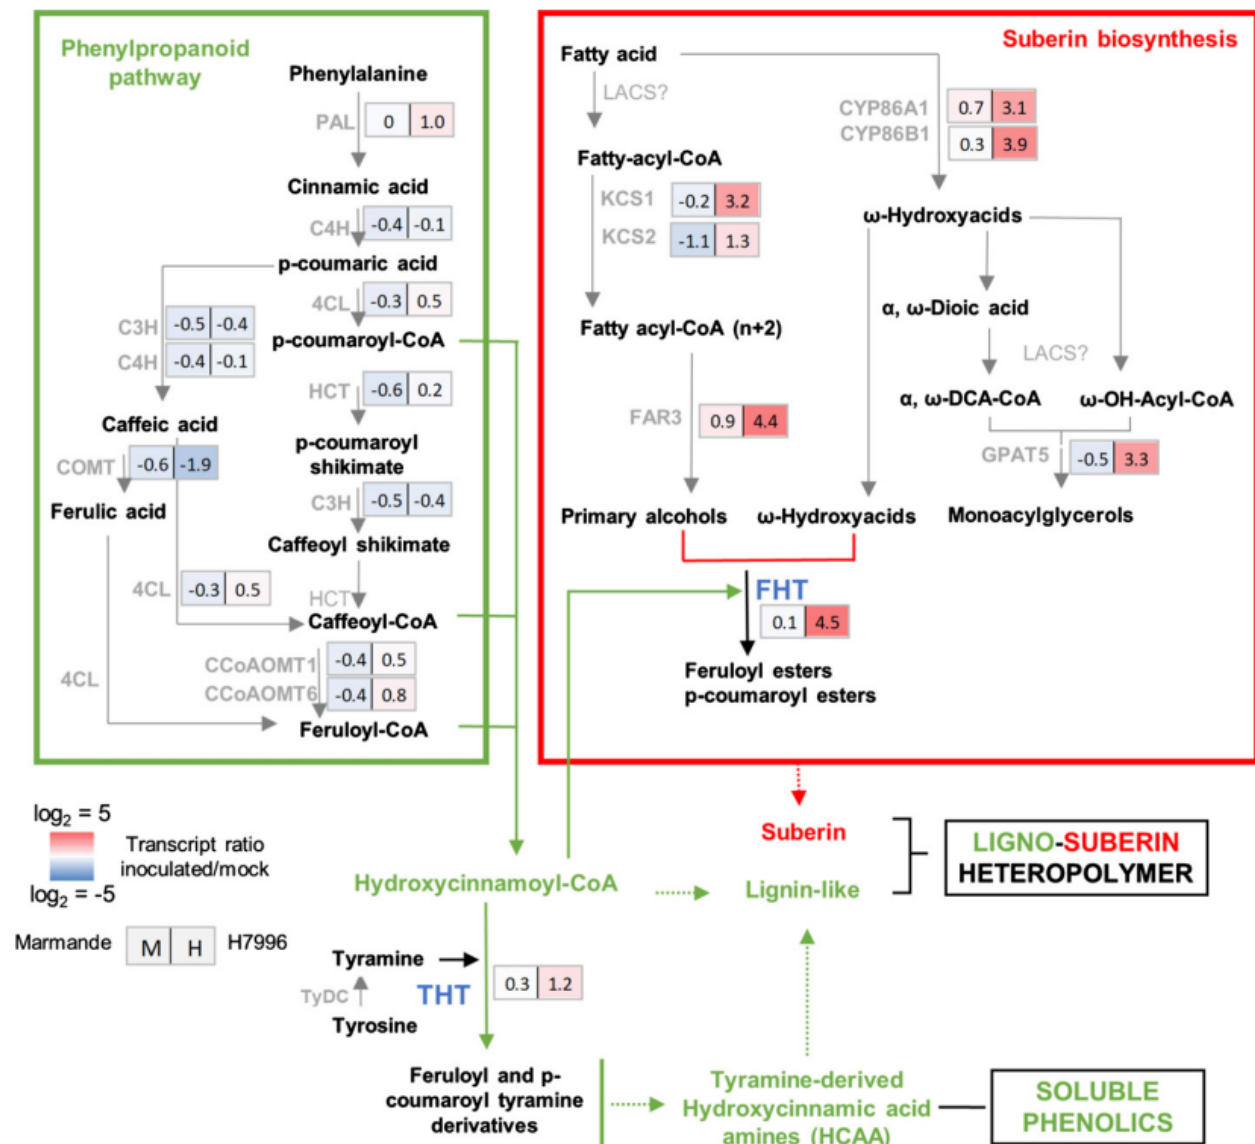 Phenylpropanoid
pathway
Phenylalanine
PAL 0 1.0
Cinnamic acid
C4H -0.4 -0.1
p-coumaric acid
4CL -0.3 0.5
C3H -0.5 -0.4
p-coumaroyl-CoA
C4H -0.4 -0.1
HCT -0.6 0.2
Caffeic acid
p-coumaroyl
shikimate
COMT -0.6 -1.9
C3H -0.5 -0.4
Ferulic acid
Caffeoyl shikimate
4CL -0.3 0.5
HCT
Caffeoyl-CoA
CCoAOMT1 -0.4 0.5
4CL
CCoAOMT6 -0.4 0.8
Feruloyl-CoA
Suberin biosynthesis
Fatty acid
LACS?
CYP86A1 0.7 3.1
CYP86B1 0.3 3.9
Fatty-acyl-CoA
KCS1 -0.2 3.2
KCS2 -1.1 1.3
ω-Hydroxyacids
α, ω-Dioic acid
Fatty acyl-CoA (n+2)
LACS?
α, ω-DCA-CoA ω-OH-Acyl-CoA
FAR3 0.9 4.4
GPAT5 -0.5 3.3
Primary alcohols ω-Hydroxyacids Monoacylglycerols
FHT
0.1 4.5
Feruloyl esters
p-coumaroyl esters
log2 = 5
Transcript ratio
inoculated/mock
log2 = -5
Marmande M H H7996
Suberin
LIGNO-SUBERIN
HETEROPOLYMER
Hydroxycinnamoyl-CoA
Lignin-like
Tyramine
TyDC
THT 0.3 1.2
Tyrosine
Feruloyl and p-
coumaroyl tyramine
derivatives
Tyramine-derived
Hydroxycinnamic acid
amines (HCAA)
SOLUBLE
PHENOLICS